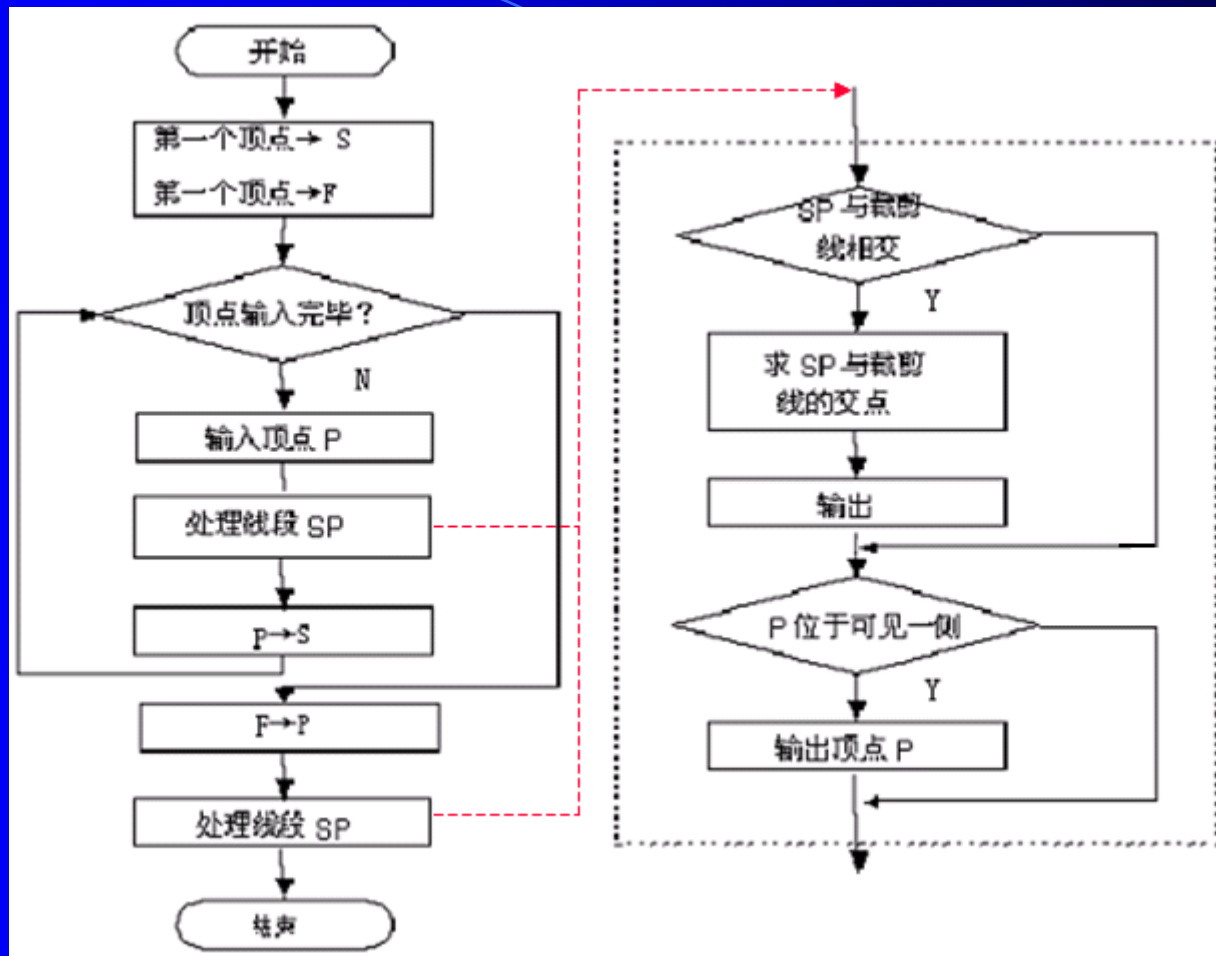 开始
第一个顶点→ S
第一个顶点→F
顶点输入完毕？
N
输入顶点 P
处理线段 SP
P→S
F→P
处理线段 SP
结束
SP 与裁剪
线相交
Y
求 SP 与裁剪
线的交点
输出
P 位于可见一侧
Y
输出顶点 P